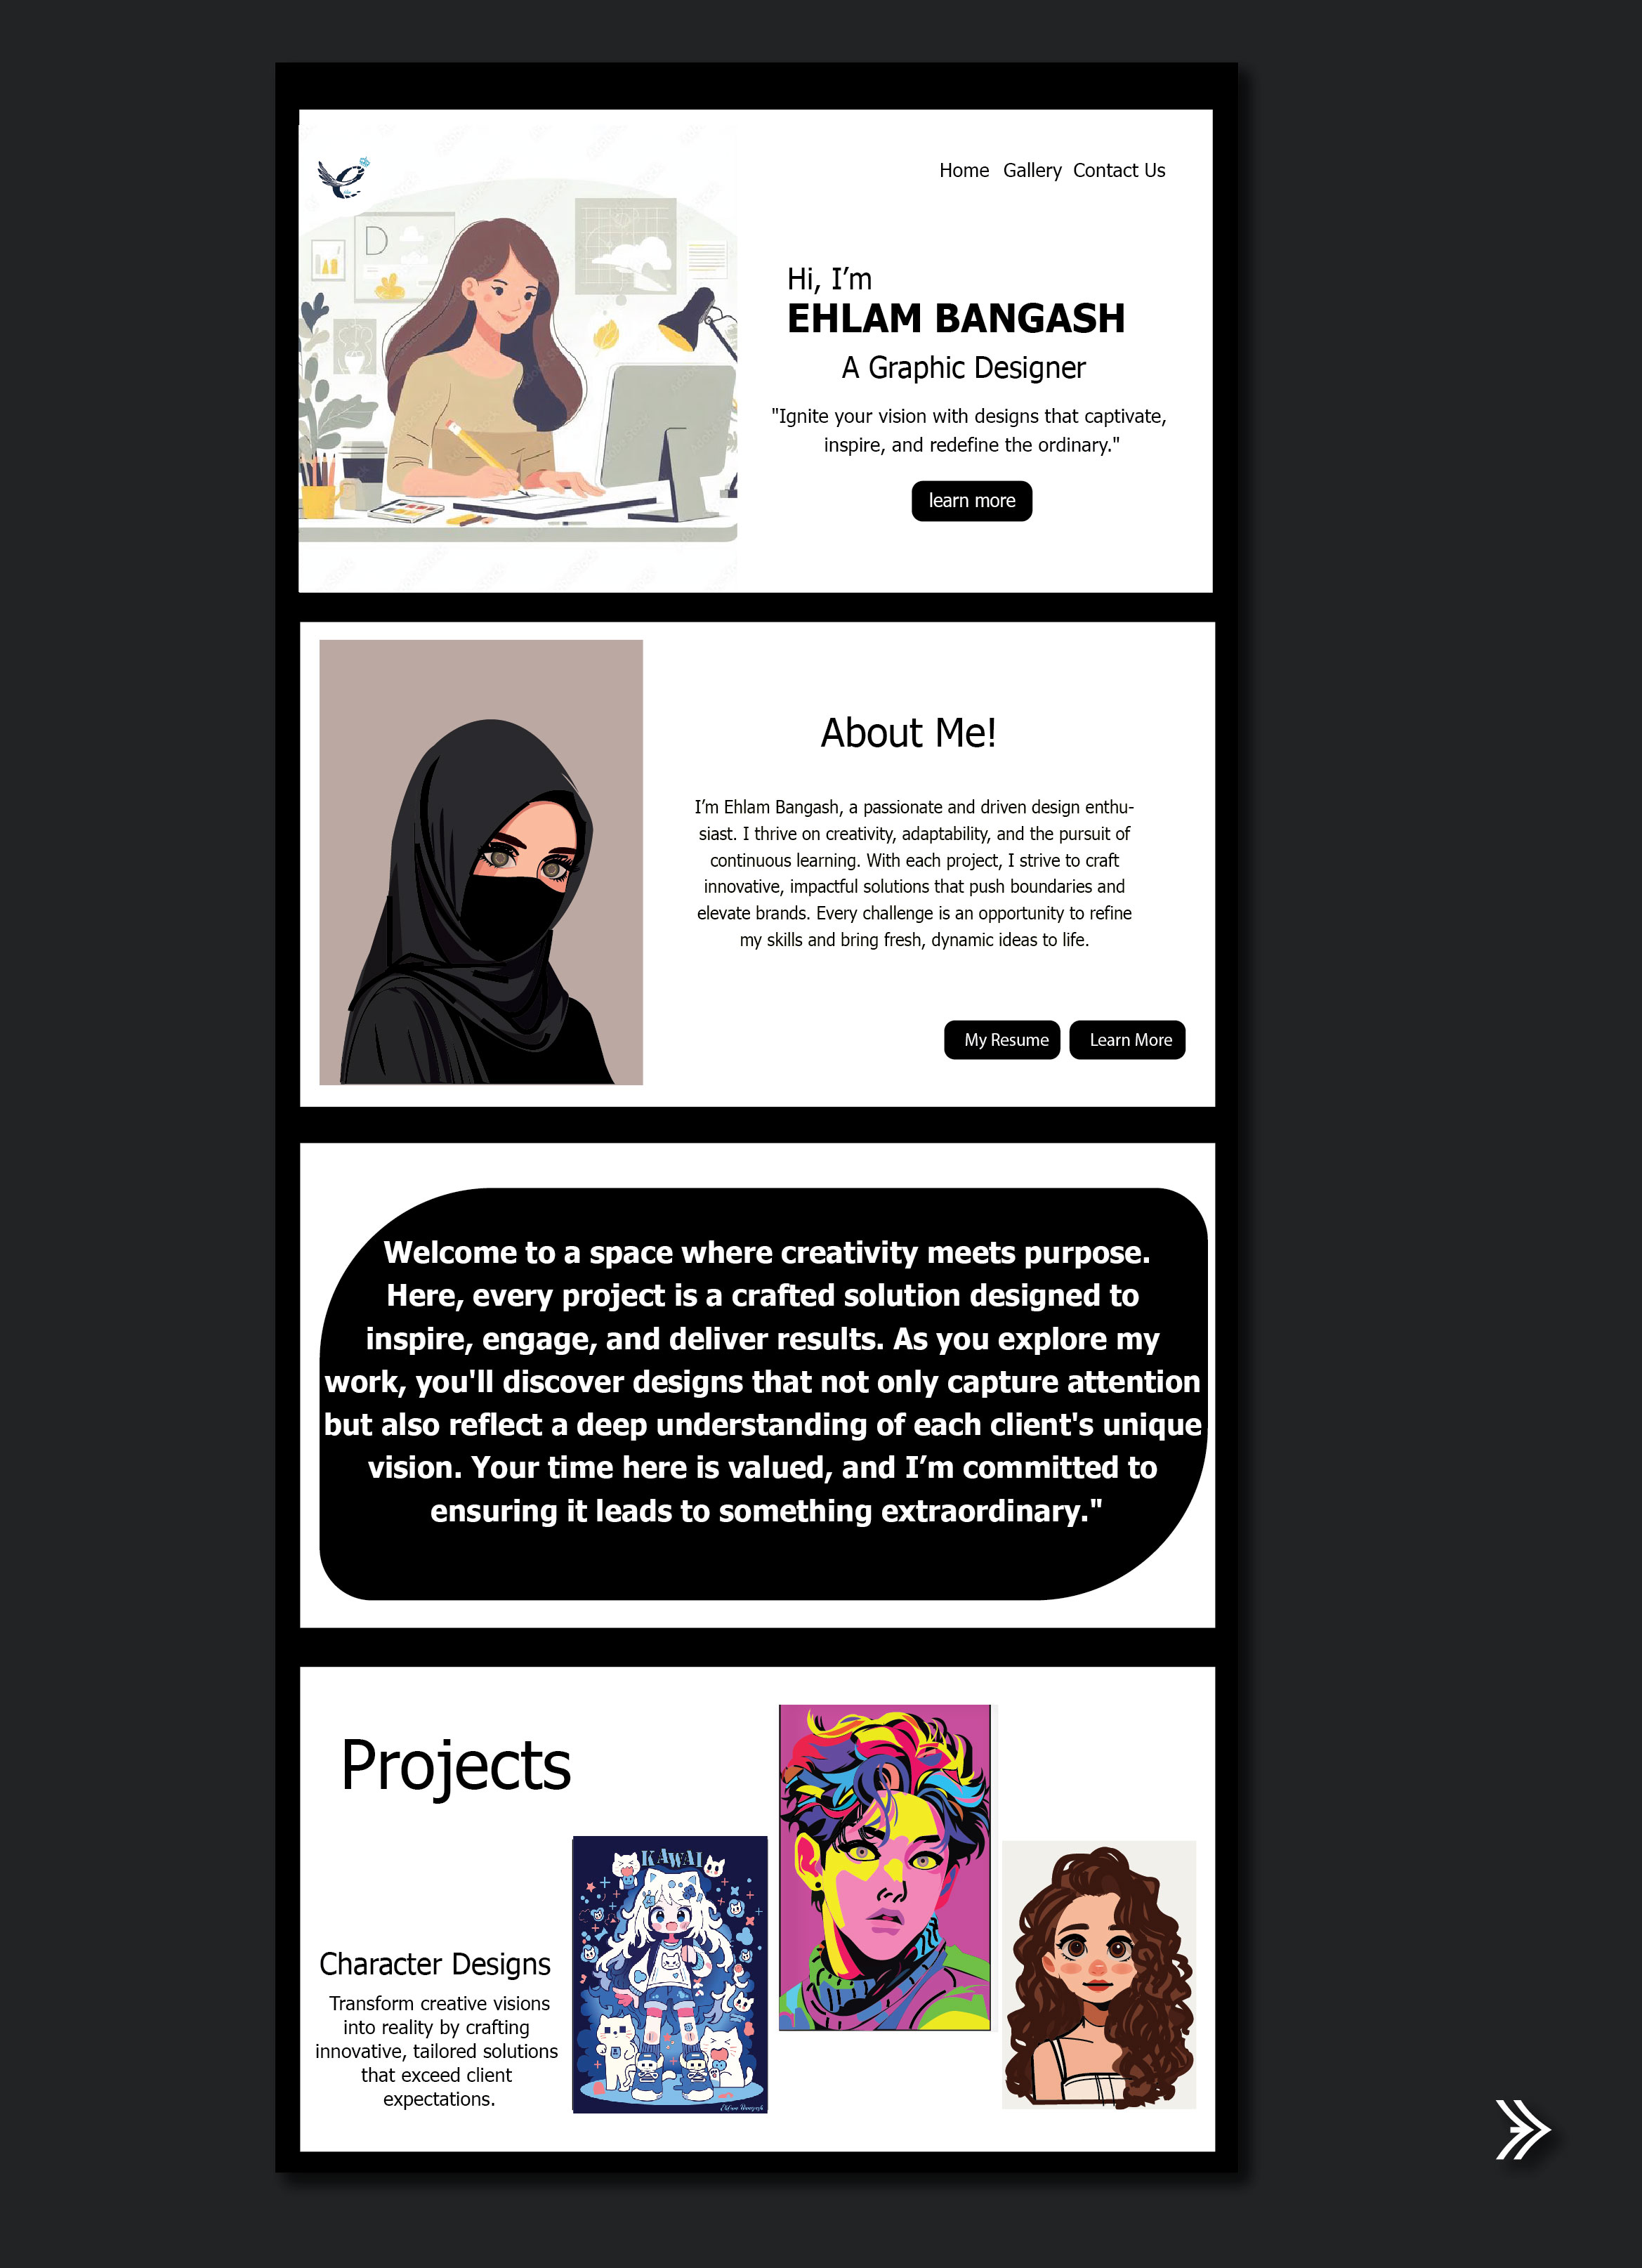 Home Gallery Contact Us
Hi, I’m
EHLAM BANGASH
A Graphic Designer
"Ignite your vision with designs that captivate,
inspire, and redefine the ordinary."
learn more
D
About Me!
I’m Ehlam Bangash, a passionate and driven design enthu-
siast. I thrive on creativity, adaptability, and the pursuit of
continuous learning. With each project, I strive to craft
innovative, impactful solutions that push boundaries and
elevate brands. Every challenge is an opportunity to refine
my skills and bring fresh, dynamic ideas to life.
My Resume
Learn More
Welcome to a space where creativity meets purpose.
Here, every project is a crafted solution designed to
inspire, engage, and deliver results. As you explore my
work, you'll discover designs that not only capture attention
but also reflect a deep understanding of each client's unique
vision. Your time here is valued, and I’m committed to
ensuring it leads to something extraordinary."
Projects
Character Designs
Transform creative visions
into reality by crafting
innovative, tailored solutions
that exceed client
expectations.
KAWAI
Ehlam Bangash